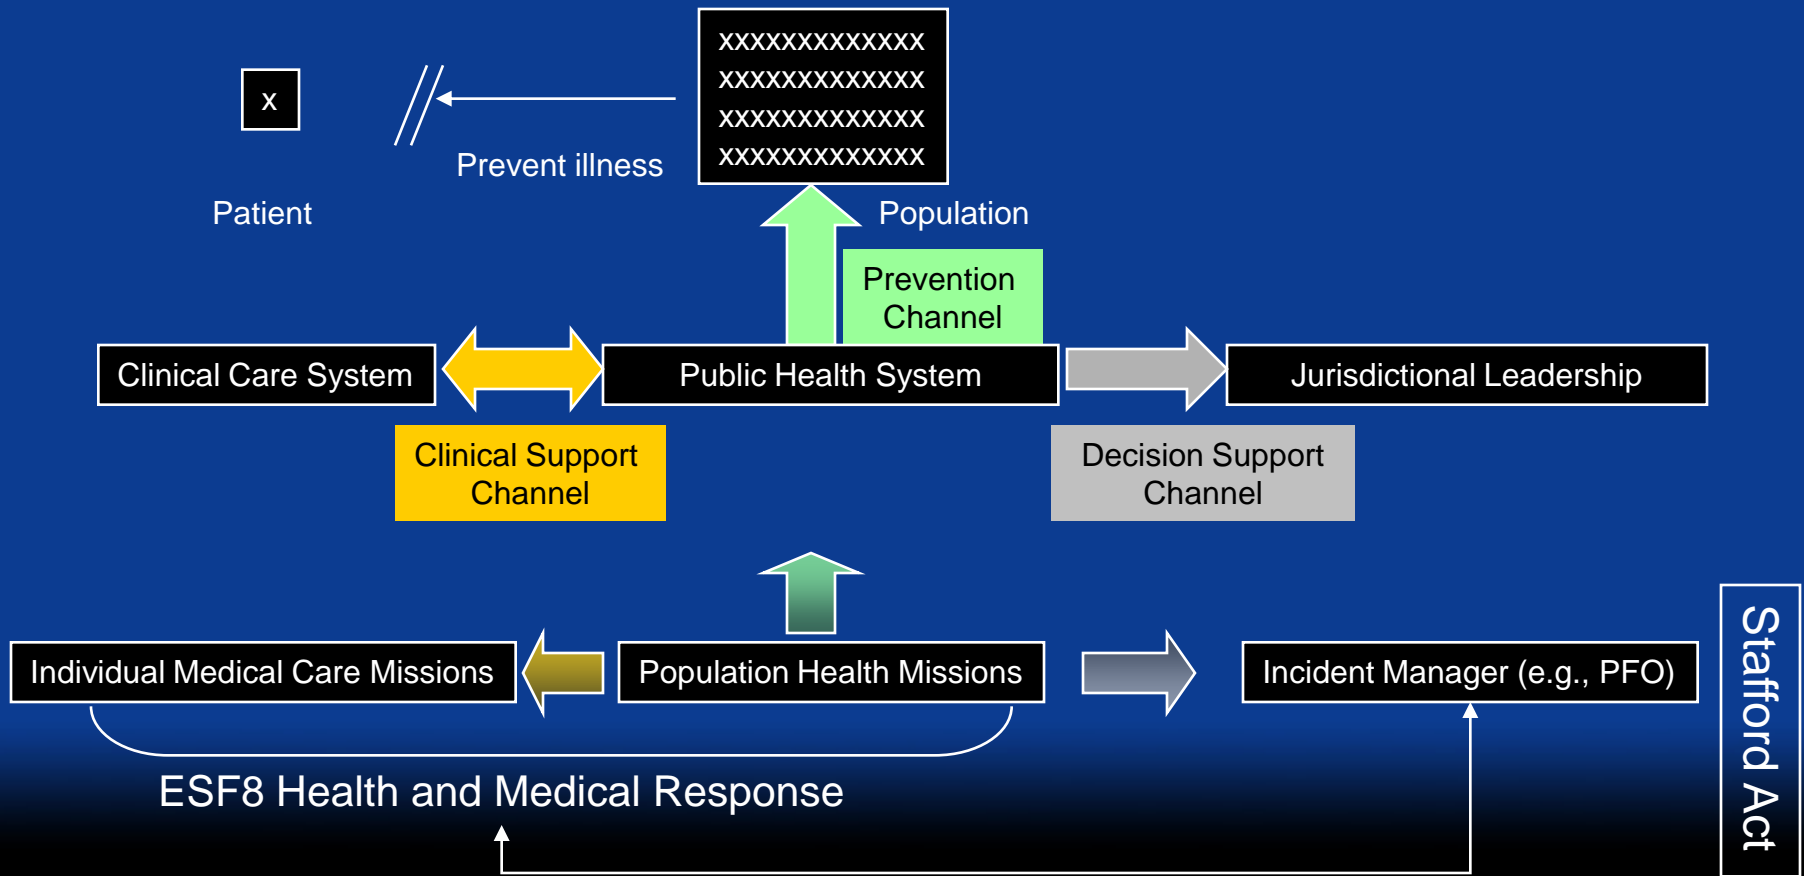 xxxxxxxxxxxxx
xxxxxxxxxxxxx
xxxxxxxxxxxxx
xxxxxxxxxxxxx
x
Prevent illness
Patient
Population
Prevention
Channel
Clinical Care System
Public Health System
Jurisdictional Leadership
Clinical Support
Channel
Decision Support
Channel
Individual Medical Care Missions
Population Health Missions
Incident Manager (e.g., PFO)
Stafford Act
ESF8 Health and Medical Response